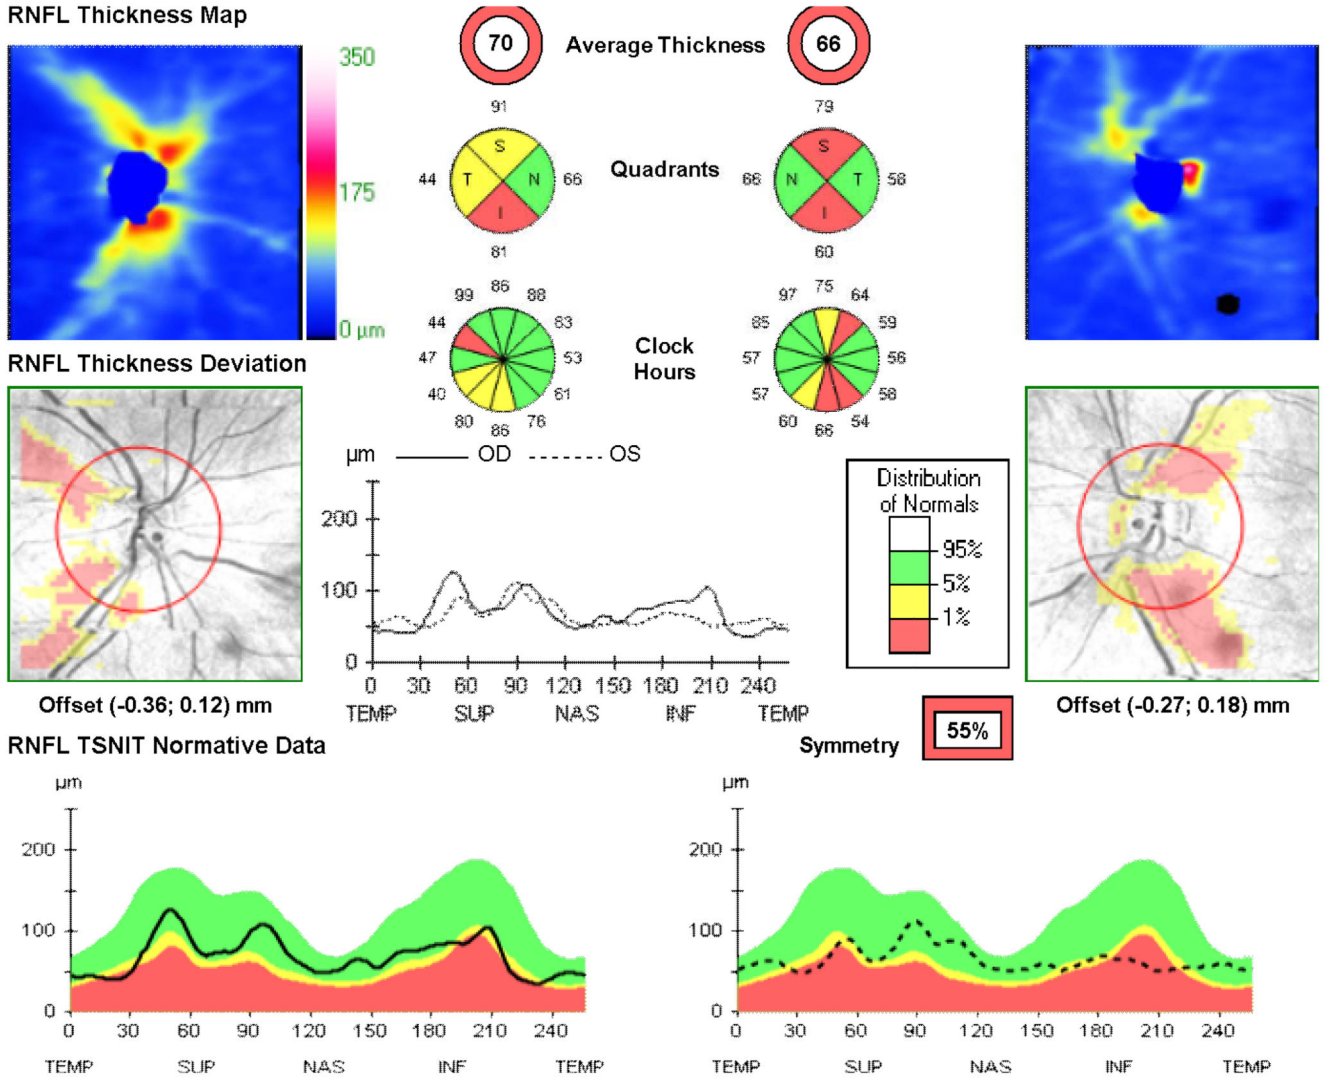 RNFL Thickness Map
350
175
0 µm
70
Average Thickness
66
91
S
T
N
I
44
66
81
Quadrants
79
S
N
T
I
66
58
60
86
99
88
44
63
47
53
40
61
80
76
86
Clock
Hours
75
97
64
85
59
57
56
57
58
60
54
66
RNFL Thickness Deviation
µm
OD
OS
200
100
0
0 30 60 90 120 150 180 210 240
TEMP SUP NAS INF TEMP
Distribution
of Normals
95%
5%
1%
Offset (-0.36; 0.12) mm
Offset (-0.27; 0.18) mm
RNFL TSNIT Normative Data
Symmetry
55%
µm
200
100
0
0 30 60 90 120 150 180 210 240
TEMP SUP NAS INF TEMP
µm
200
100
0
0 30 60 90 120 150 180 210 240
TEMP SUP NAS INF TEMP